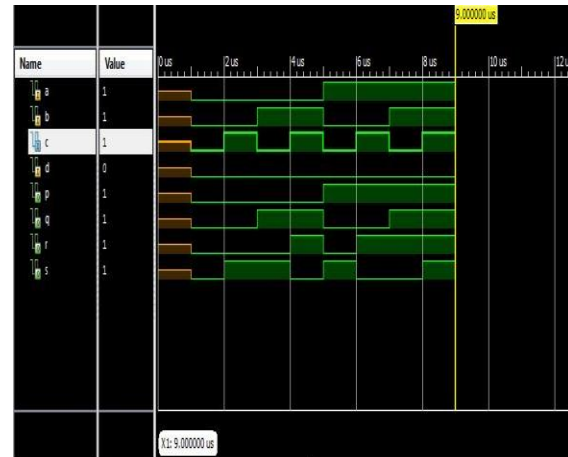 9.000000 us
Name Value
0 us 2 us 4 us 6 us 8 us 10 us 12 u
a 1
b 1
c 1
d 0
p 1
q 1
r 1
s 1
X1: 9.000000 us